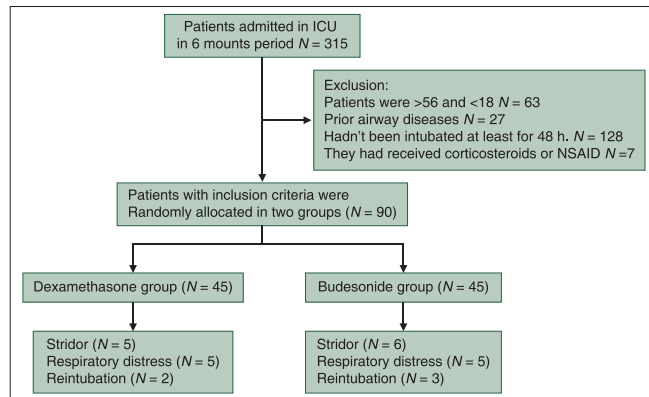 Patients admitted in ICU
in 6 mounts period N = 315
Exclusion:
Patients were >56 and <18 N = 63
Prior airway diseases N = 27
Hadn't been intubated at least for 48 h. N = 128
They had received corticosteroids or NSAID N =7
Patients with inclusion criteria were
Randomly allocated in two groups (N = 90)
Dexamethasone group (N = 45)
Budesonide group (N = 45)
Stridor (N = 5)
Respiratory distress (N = 5)
Reintubation (N = 2)
Stridor (N = 6)
Respiratory distress (N = 5)
Reintubation (N = 3)